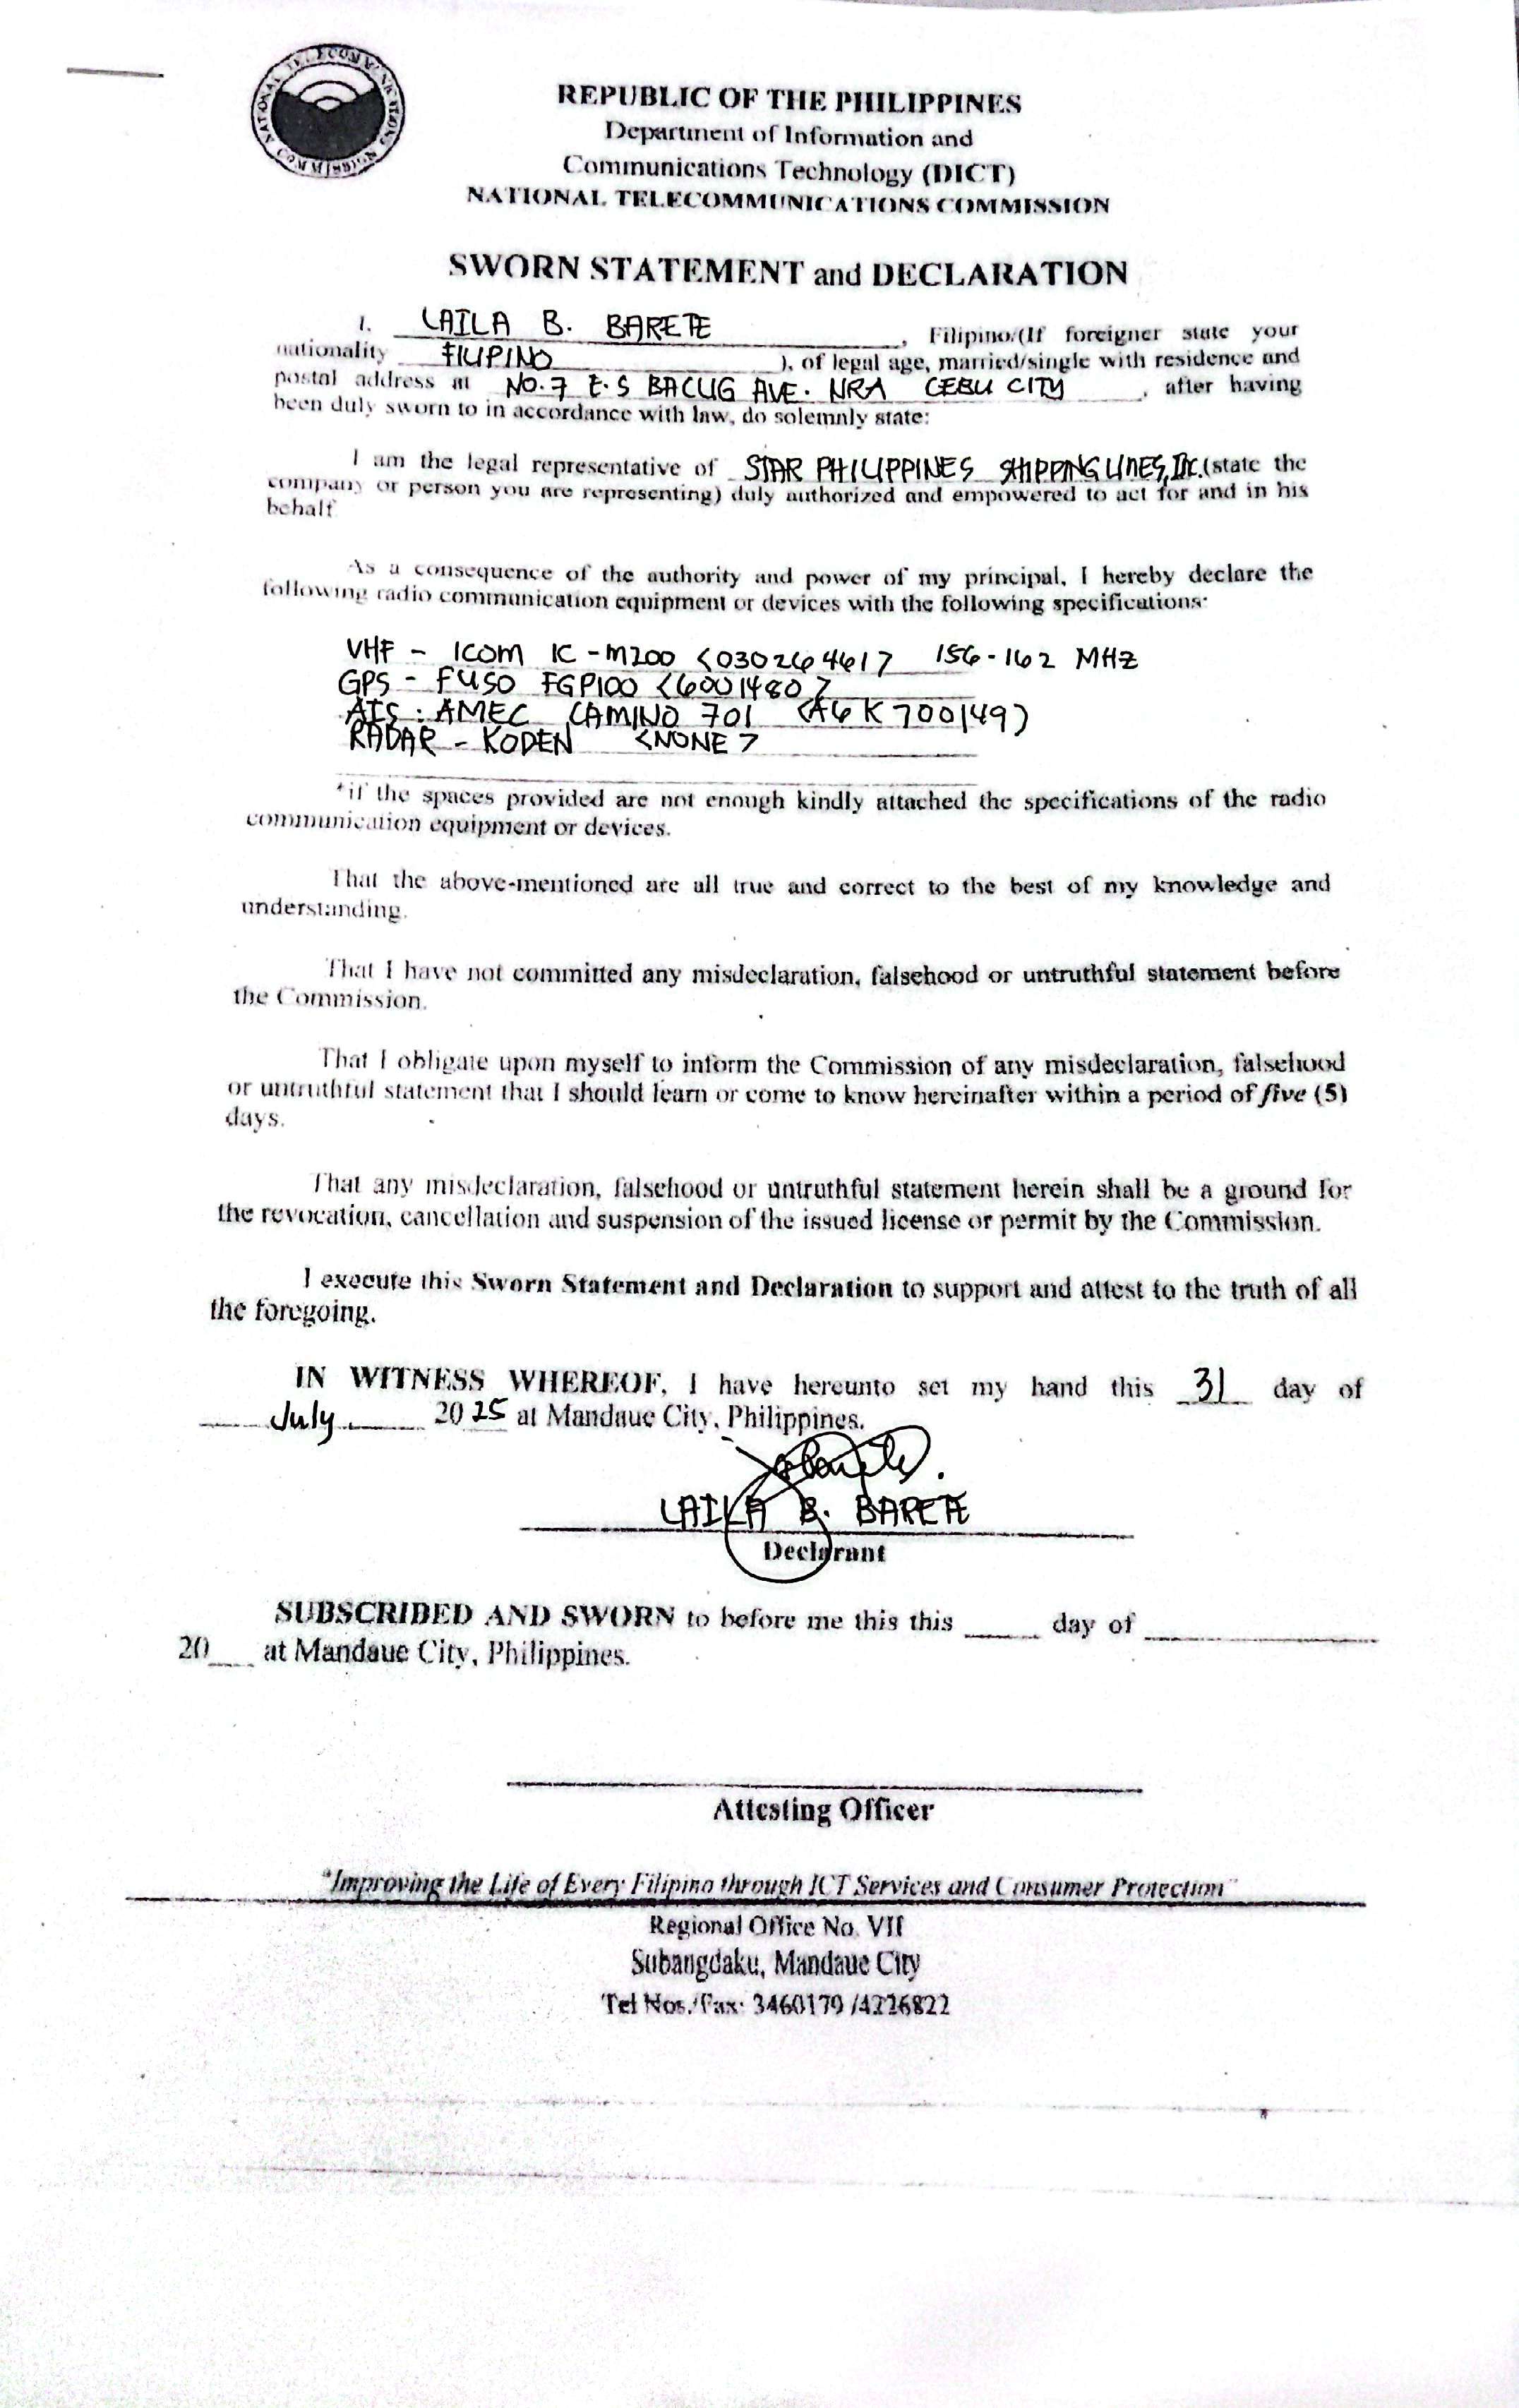 NATIONAL TELECOMMUNICATIONS COMMISSION
REPUBLIC OF THE PHILIPPINES
Department of Information and
Communications Technology (DICT)
NATIONAL TELECOMMUNICATIONS COMMISSION
SWORN STATEMENT and DECLARATION
I, LAILA B. BARETE, Filipino/(If foreigner state your
nationality FILIPINO), of legal age, married/single with residence and
postal address at NO. 7 E.S BACUG AVE. NRA CEBU CITY, after having
been duly sworn to in accordance with law, do solemnly state:
I am the legal representative of STAR PHILIPPINES SHIPPING LINES, Inc. (state the
company or person you are representing) duly authorized and empowered to act for and in his
behalf
As a consequence of the authority and power of my principal, I hereby declare the
following radio communication equipment or devices with the following specifications:
VHF - ICOM IC-M200 <030264461> 156-162 MHZ
GPS - FUSO FGP100 <6001480>
AIS : AMEC CAMINO 701 (A6K700149)
RADAR - KODEN <NONE>
*if the spaces provided are not enough kindly attached the specifications of the radio
communication equipment or devices.
That the above-mentioned are all true and correct to the best of my knowledge and
understanding.
That I have not committed any misdeclaration, falsehood or untruthful statement before
the Commission.
That I obligate upon myself to inform the Commission of any misdeclaration, falsehood
or untruthful statement that I should learn or come to know hereinafter within a period of five (5)
days.
That any misdeclaration, falsehood or untruthful statement herein shall be a ground for
the revocation, cancellation and suspension of the issued license or permit by the Commission.
I execute this Sworn Statement and Declaration to support and attest to the truth of all
the foregoing.
IN WITNESS WHEREOF, I have hereunto set my hand this 31 day of
July 2025 at Mandaue City, Philippines.
LAILA B. BARETE
Declarant
SUBSCRIBED AND SWORN to before me this this ____ day of ____
20__ at Mandaue City, Philippines.
Attesting Officer
"Improving the Life of Every Filipino through ICT Services and Consumer Protection"
Regional Office No. VII
Subangdaku, Mandaue City
Tel Nos./Fax: 3460179 /4226822